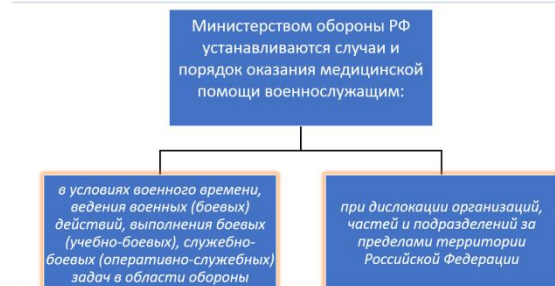 Министерством обороны РФ
устанавливаются случаи и
порядок оказания медицинской
помощи военнослужащим:
в условиях военного времени,
ведения военных (боевых)
действий, выполнения боевых
(учебно-боевых), служебно-
боевых (оперативно-служебных)
задач в области обороны
при дислокации организаций,
частей и подразделений за
пределами территории
Российской Федерации